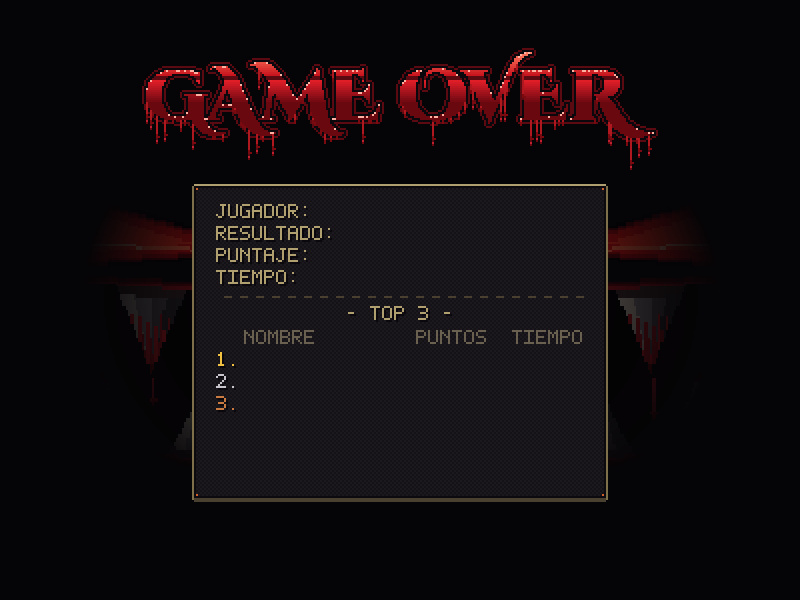 GAME OVER
JUGADOR:
RESULTADO:
PUNTAJE:
TIEMPO:
- TOP 3 -
NOMBRE PUNTOS TIEMPO
1.
2.
3.